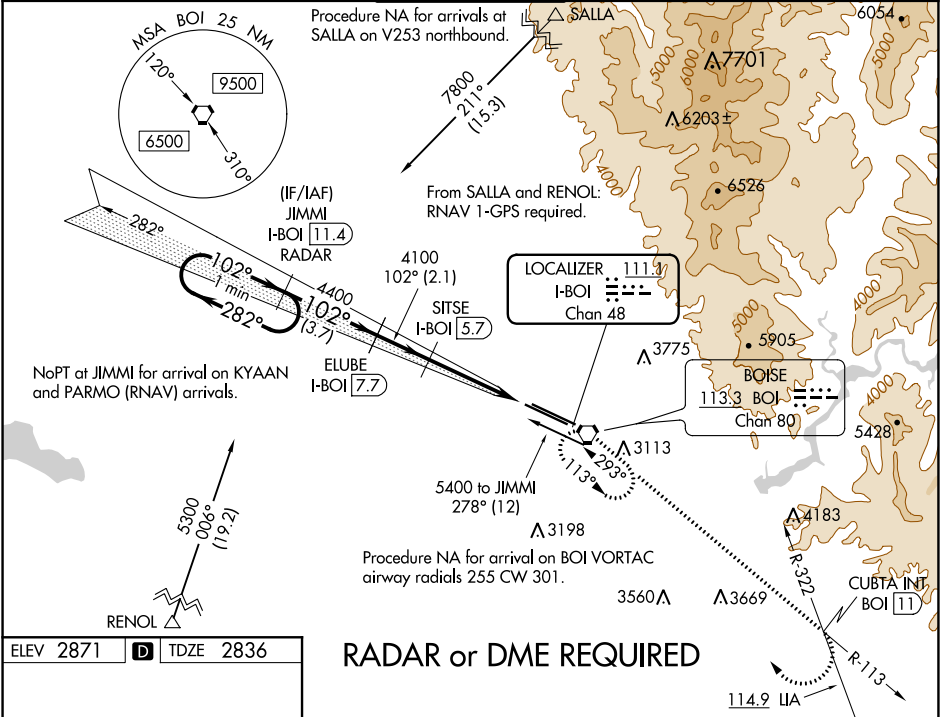 MSA BOI 25 NM
120°
9500
6500
310°
Procedure NA for arrivals at
SALLA on V253 northbound.
SALLA
7800
211°
(15.3)
6054
5000
4000
7701
6203±
6526
4000
5000
4000
4000
5905
3775
5428
(IF/IAF)
JIMMI
I-BOI 11.4
RADAR
From SALLA and RENOL:
RNAV 1-GPS required.
282°
102°
1 min
282°
4400
102°
(3.7)
4100
102° (2.1)
SITSE
I-BOI 5.7
ELUBE
I-BOI 7.7
LOCALIZER 111.1
I-BOI
Chan 48
BOISE
113.3 BOI
Chan 80
NoPT at JIMMI for arrival on KYAAN
and PARMO (RNAV) arrivals.
293°
113°
3113
5400 to JIMMI
278° (12)
3198
4183
5300
006°
(19.2)
RENOL
Procedure NA for arrival on BOI VORTAC
airway radials 255 CW 301.
3560
3669
R-322
CUBTA INT
BOI 11
R-113
114.9 LIA
ELEV 2871 D TDZE 2836
RADAR or DME REQUIRED